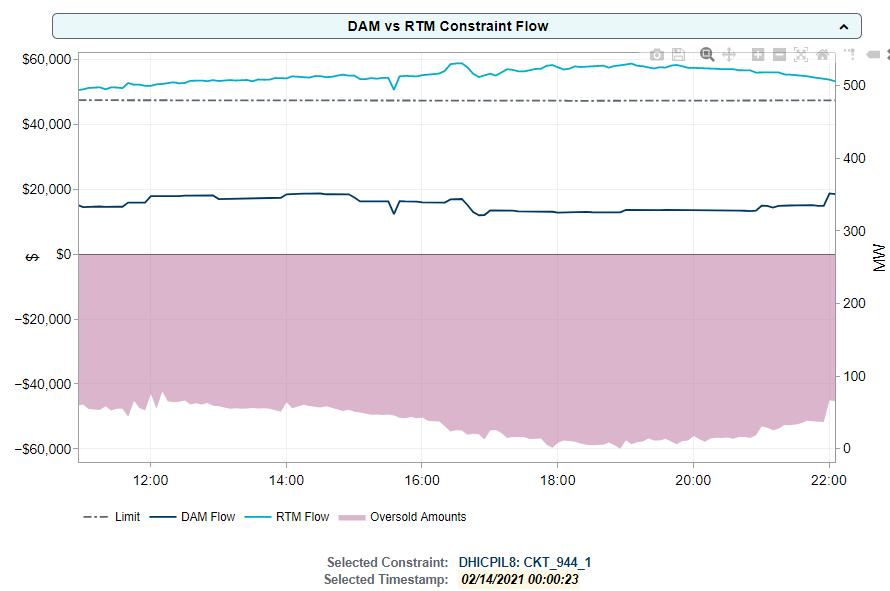 DAM vs RTM Constraint Flow
$60,000
$40,000
$20,000
$0
−$20,000
−$40,000
−$60,000
$
500
400
300
200
100
0
MW
12:00 14:00 16:00 18:00 20:00 22:00
Limit DAM Flow RTM Flow Oversold Amounts
Selected Constraint: DHICPIL8: CKT_944_1
Selected Timestamp: 02/14/2021 00:00:23